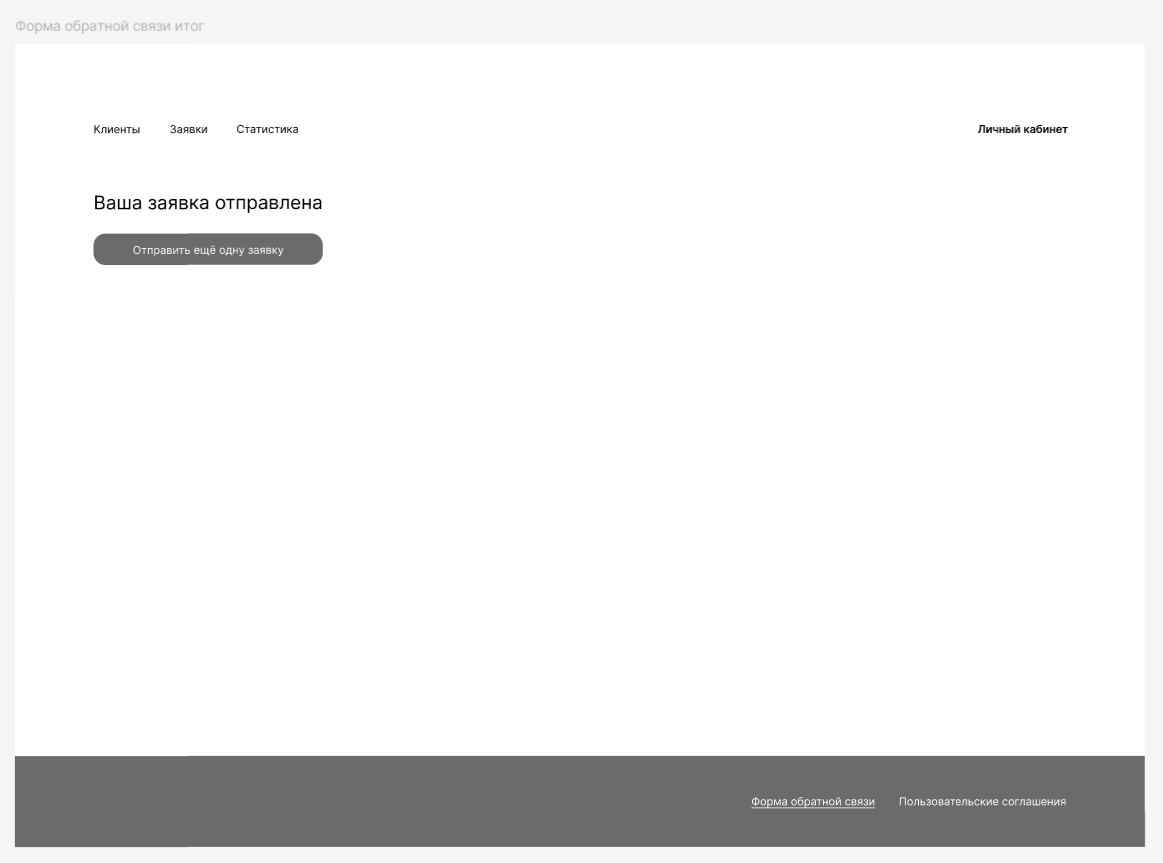 Форма обратной связи итог
Клиенты Заявки Статистика Личный кабинет
Ваша заявка отправлена
Отправить ещё одну заявку
Форма обратной связи Пользовательские соглашения